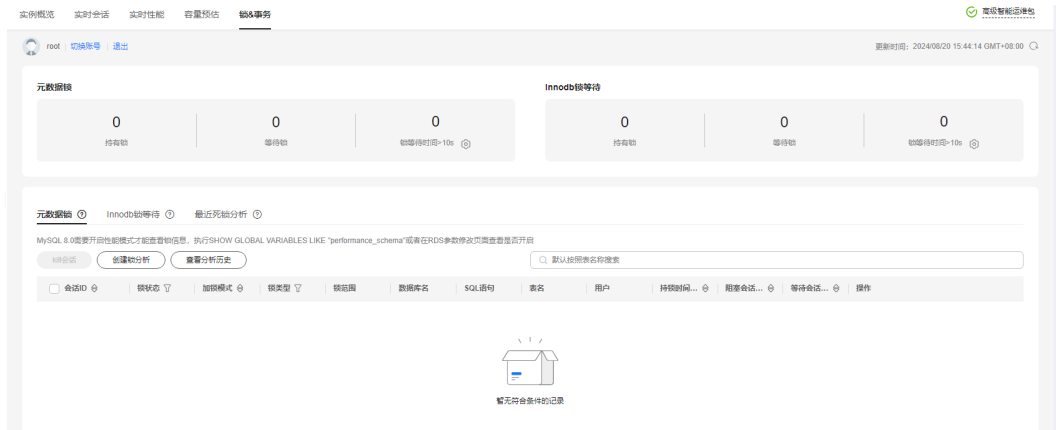 实例概览 实时会话 实时性能 容量预估 锁&事务 高级智能运维包
root 切换账号 退出 更新时间：2024/08/20 15:44:14 GMT+08:00
元数据锁 Innodb锁等待
0 0 0 0 0 0
持有锁 等待锁 锁等待时间>10s 持有锁 等待锁 锁等待时间>10s
元数据锁 Innodb锁等待 最近死锁分析
MySQL 8.0需要开启性能模式才能查看锁信息，执行SHOW GLOBAL VARIABLES LIKE "performance_schema"或者在RDS参数修改页面查看是否开启
kill会话 创建锁分析 查看分析历史 默认按照表名称搜索
会话ID 锁状态 加锁模式 锁类型 锁范围 数据库名 SQL语句 表名 用户 持锁时间... 阻塞会话... 等待会话... 操作
暂无符合条件的记录